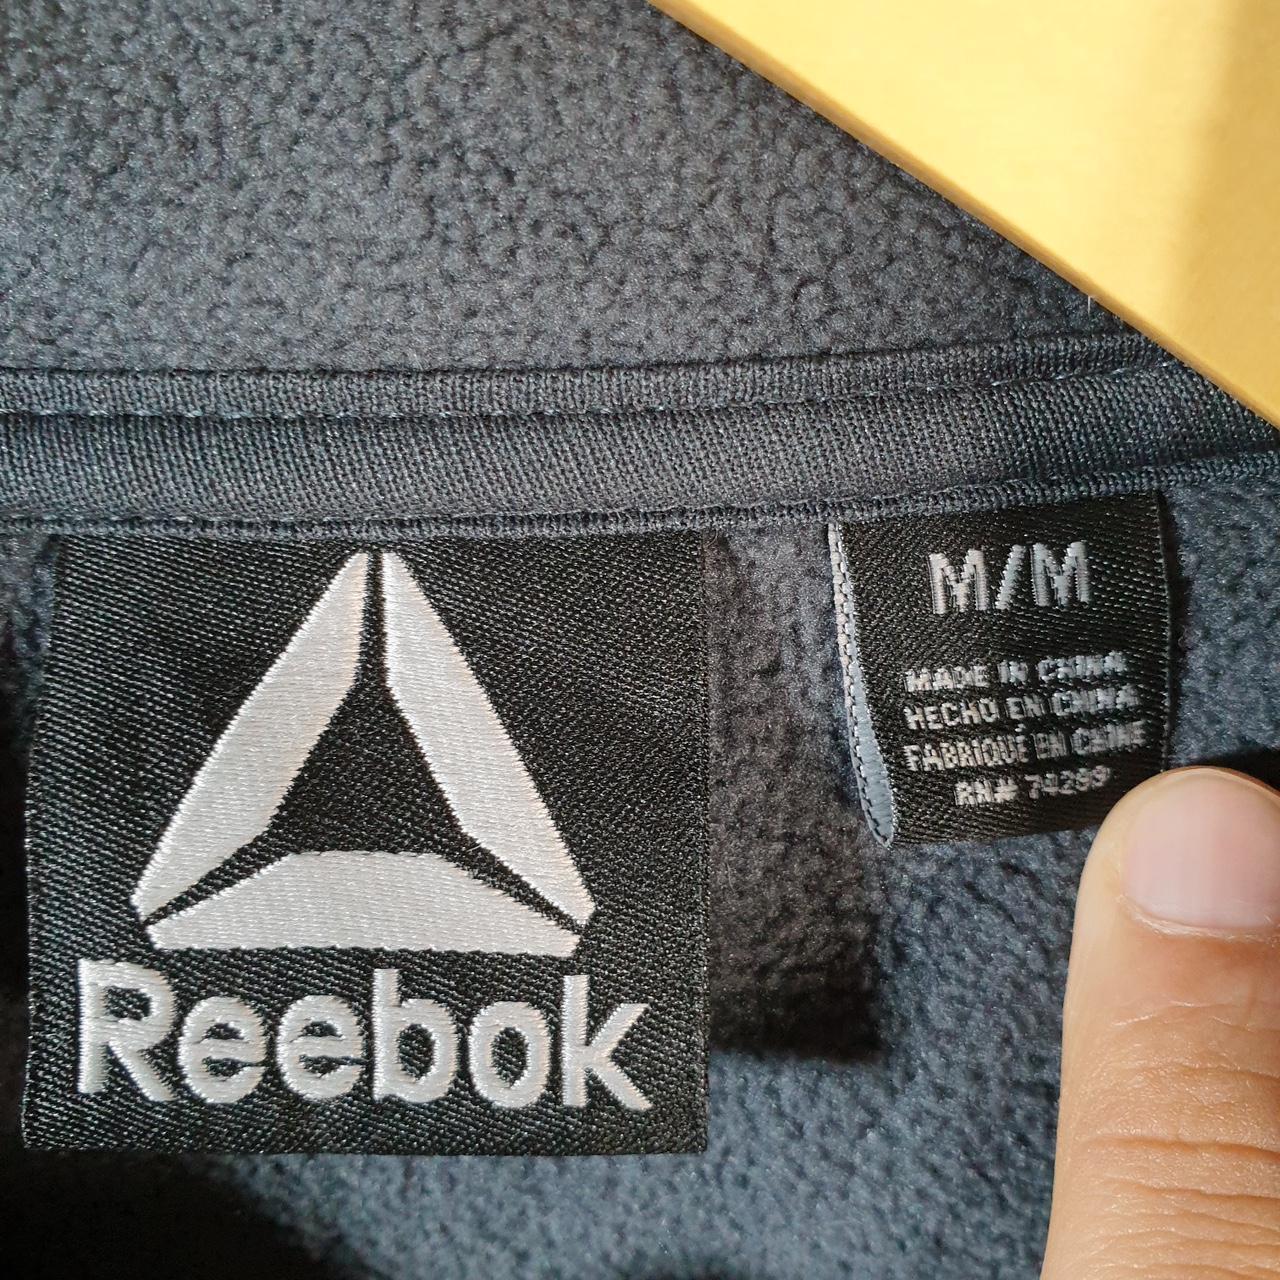 Reebok
M/M
MADE IN CHINA
HECHO EN CHINA
FABRIQUÉ EN CHINE
RN# 74299